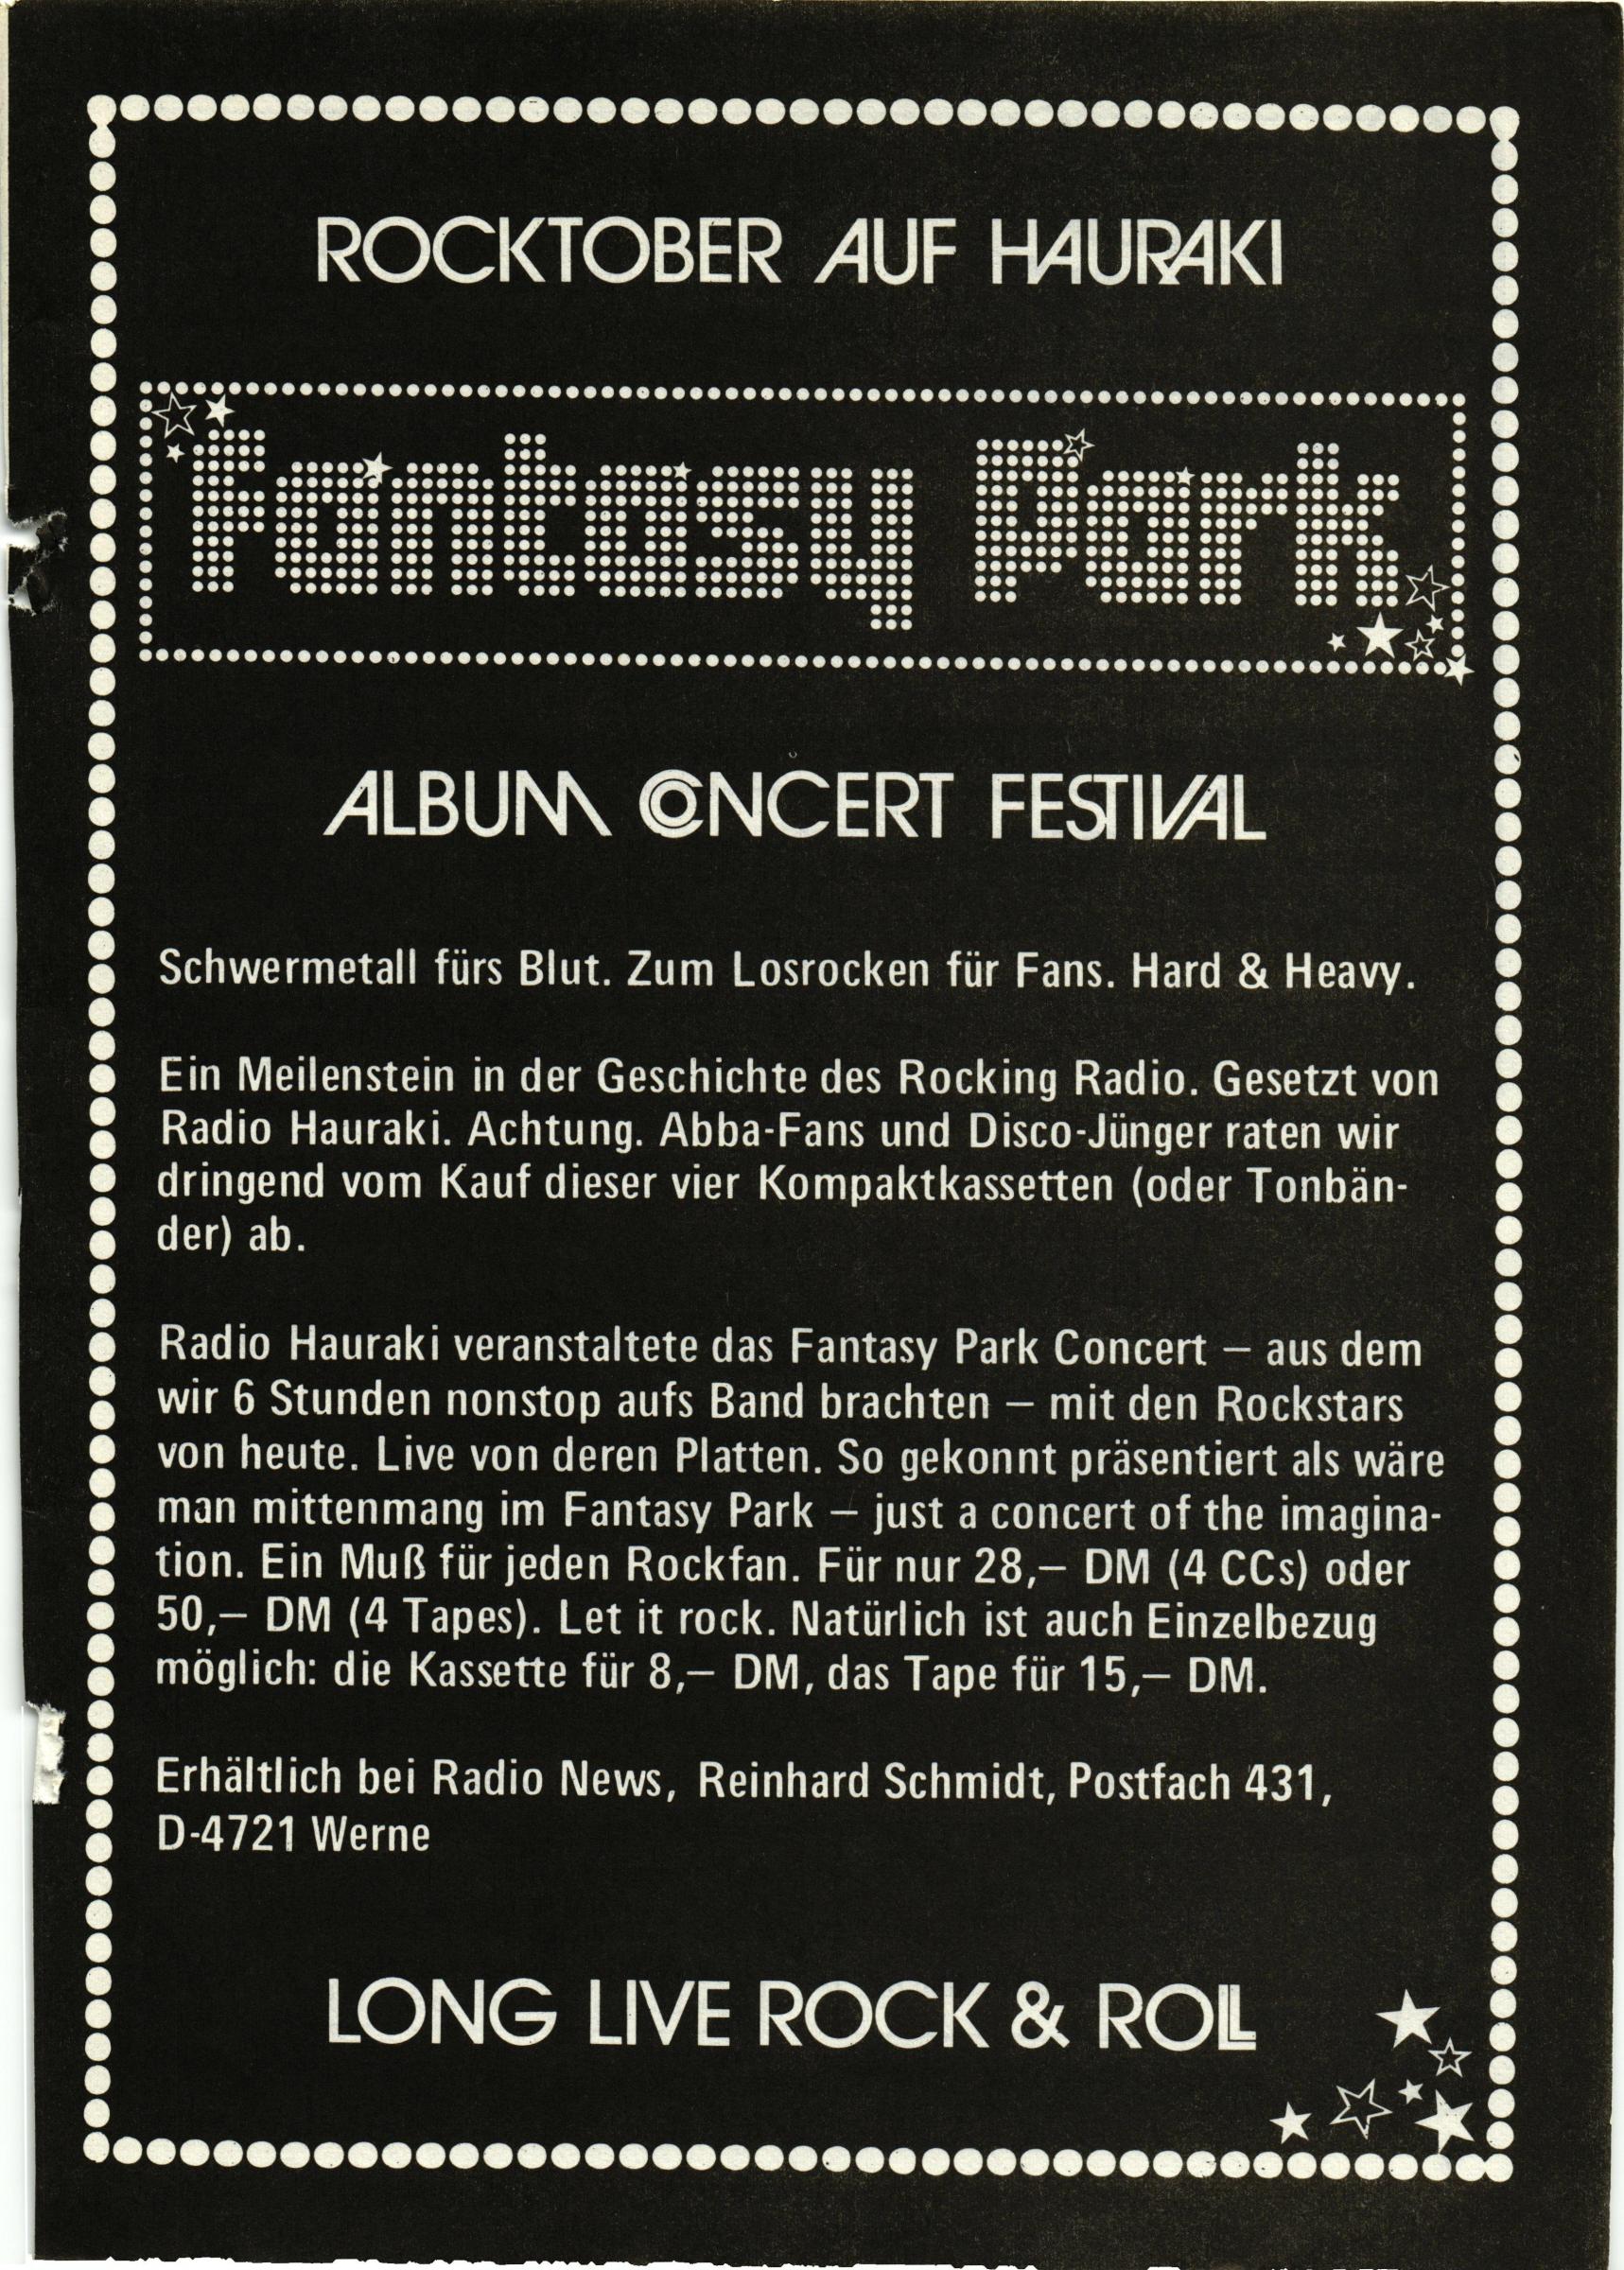 ROCKTOBER AUF HAURAKI
Fantasy Park
ALBUM CONCERT FESTIVAL
Schwermetall fürs Blut. Zum Losrocken für Fans. Hard & Heavy.
Ein Meilenstein in der Geschichte des Rocking Radio. Gesetzt von
Radio Hauraki. Achtung. Abba-Fans und Disco-Jünger raten wir
dringend vom Kauf dieser vier Kompaktkassetten (oder Tonbän-
der) ab.
Radio Hauraki veranstaltete das Fantasy Park Concert – aus dem
wir 6 Stunden nonstop aufs Band brachten – mit den Rockstars
von heute. Live von deren Platten. So gekonnt präsentiert als wäre
man mittenmang im Fantasy Park – just a concert of the imagina-
tion. Ein Muß für jeden Rockfan. Für nur 28,– DM (4 CCs) oder
50,– DM (4 Tapes). Let it rock. Natürlich ist auch Einzelbezug
möglich: die Kassette für 8,– DM, das Tape für 15,– DM.
Erhältlich bei Radio News, Reinhard Schmidt, Postfach 431,
D-4721 Werne
LONG LIVE ROCK & ROLL